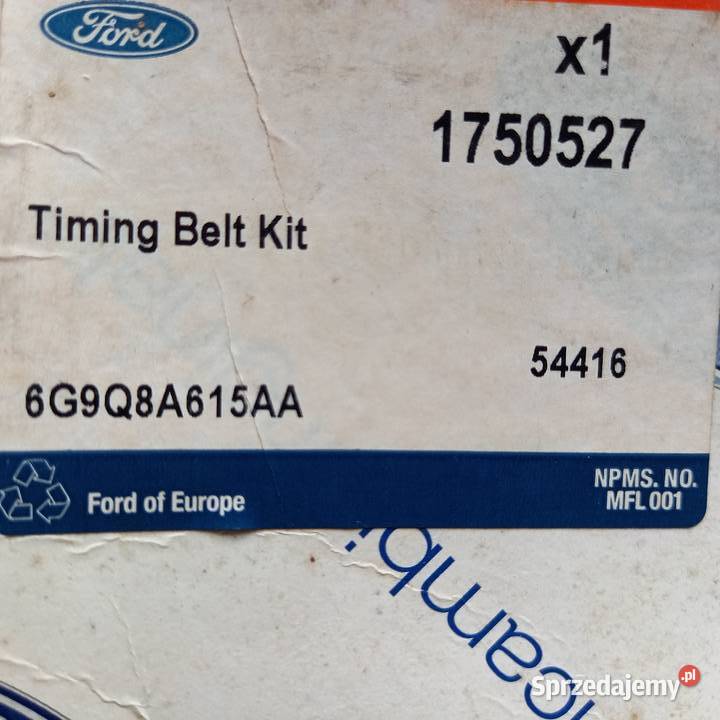 Ford
x1
1750527
Timing Belt Kit
54416
6G9Q8A615AA
NPMS. NO.
MFL 001
Ford of Europe
Sprzedajemy.pl